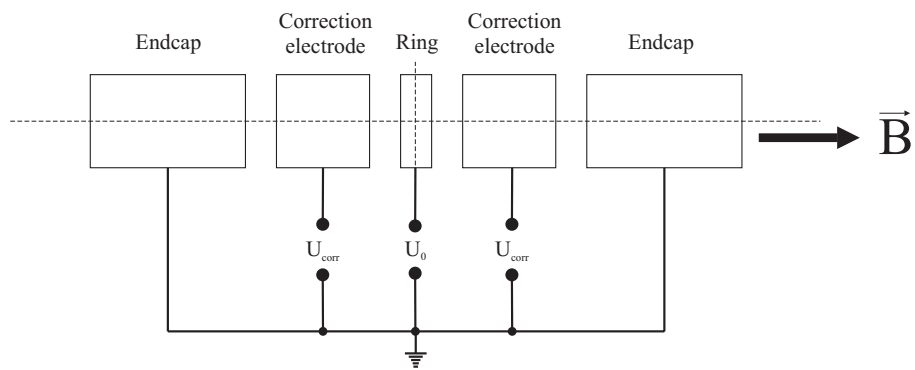 Endcap
Correction
electrode
Ring
Correction
electrode
Endcap
B
U_corr
U_0
U_corr